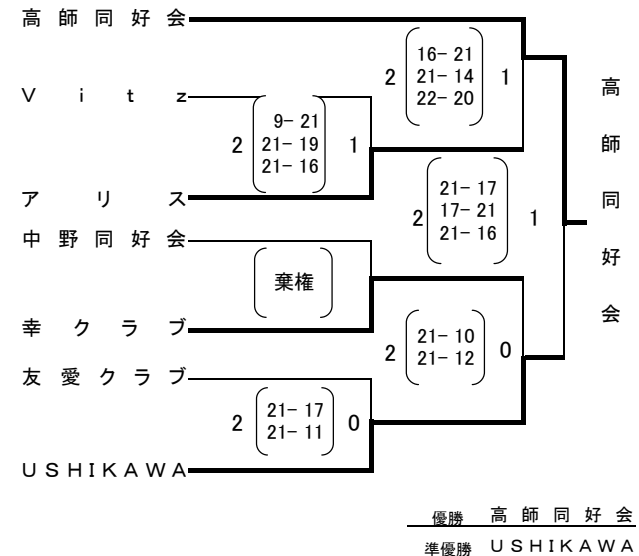 高師同好会
Vitz
アリス
中野同好会
幸クラブ
友愛クラブ
USHIKAWA
2 9-21 1
21-19
21-16
棄権
2 21-17 0
21-11
2 16-21 1
21-14
22-20
2 21-10 0
21-12
2 21-17 1
17-21
21-16
高師同好会
優勝 高師同好会
準優勝 USHIKAWA